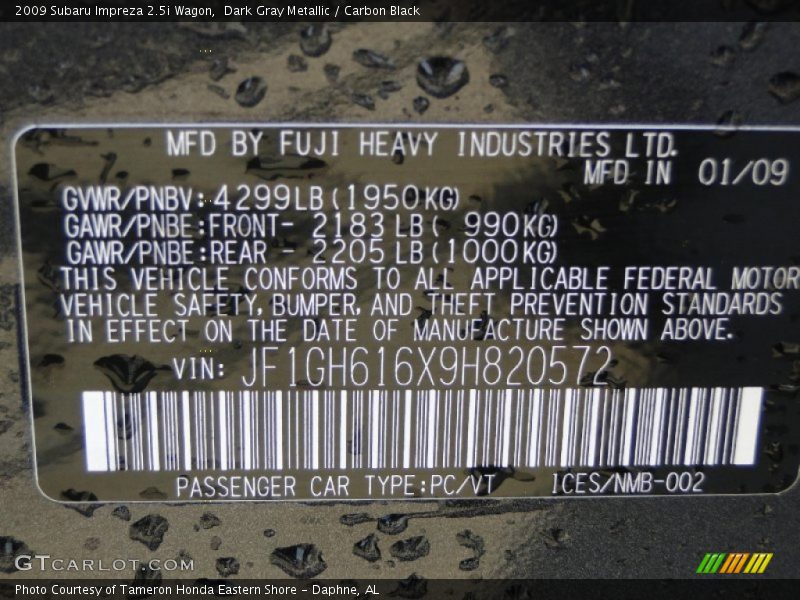 2009 Subaru Impreza 2.5i Wagon, Dark Gray Metallic / Carbon Black
MFD BY FUJI HEAVY INDUSTRIES LTD.
MFD IN 01/09
GVWR/PNBV:4299LB(1950KG)
GAWR/PNBE:FRONT- 2183LB( 990KG)
GAWR/PNBE:REAR - 2205LB(1000KG)
THIS VEHICLE CONFORMS TO ALL APPLICABLE FEDERAL MOTOR
VEHICLE SAFETY, BUMPER, AND THEFT PREVENTION STANDARDS
IN EFFECT ON THE DATE OF MANUFACTURE SHOWN ABOVE.
VIN: JF1GH616X9H820572
PASSENGER CAR TYPE:PC/VT ICES/NMB-002
GTCARLOT.COM
Photo Courtesy of Tameron Honda Eastern Shore - Daphne, AL